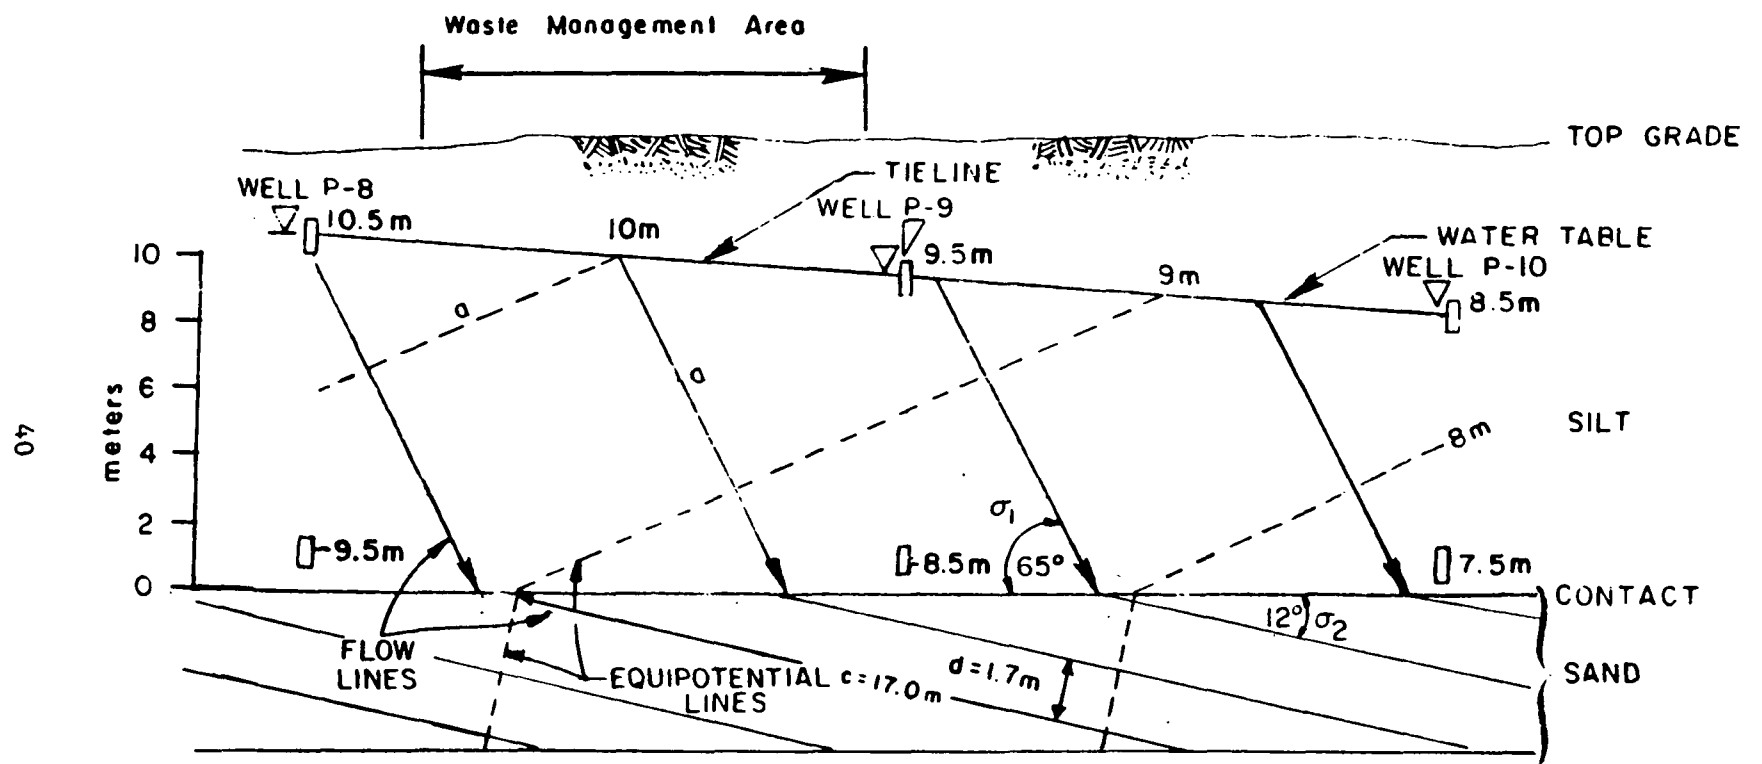 Waste Management Area
TOP GRADE
TIELINE
WELL P-8
10.5m
10m
WELL P-9
9.5m
9m
WATER TABLE
WELL P-10
8.5m
10
8
6
4
2
0
meters
a
a
8m
SILT
40
9.5m
8.5m
σ1
65°
7.5m
CONTACT
12° σ2
FLOW
LINES
EQUIPOTENTIAL
LINES
c=17.0m
d=1.7m
SAND